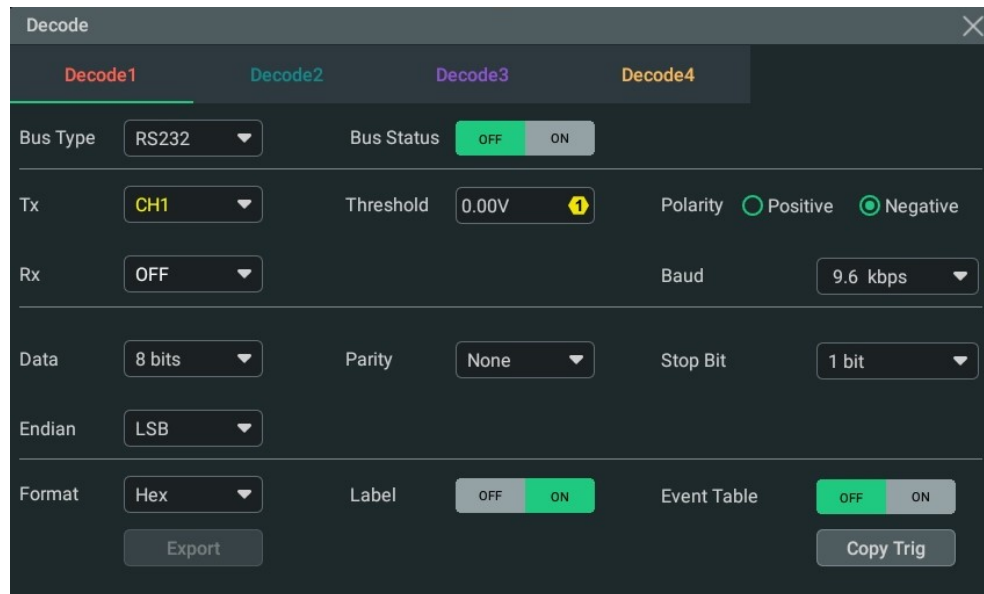 Decode
Decode1 Decode2 Decode3 Decode4
Bus Type RS232 Bus Status OFF ON
Tx CH1 Threshold 0.00V 1 Polarity Positive Negative
Rx OFF Baud 9.6 kbps
Data 8 bits Parity None Stop Bit 1 bit
Endian LSB
Format Hex Label OFF ON Event Table OFF ON
Export Copy Trig